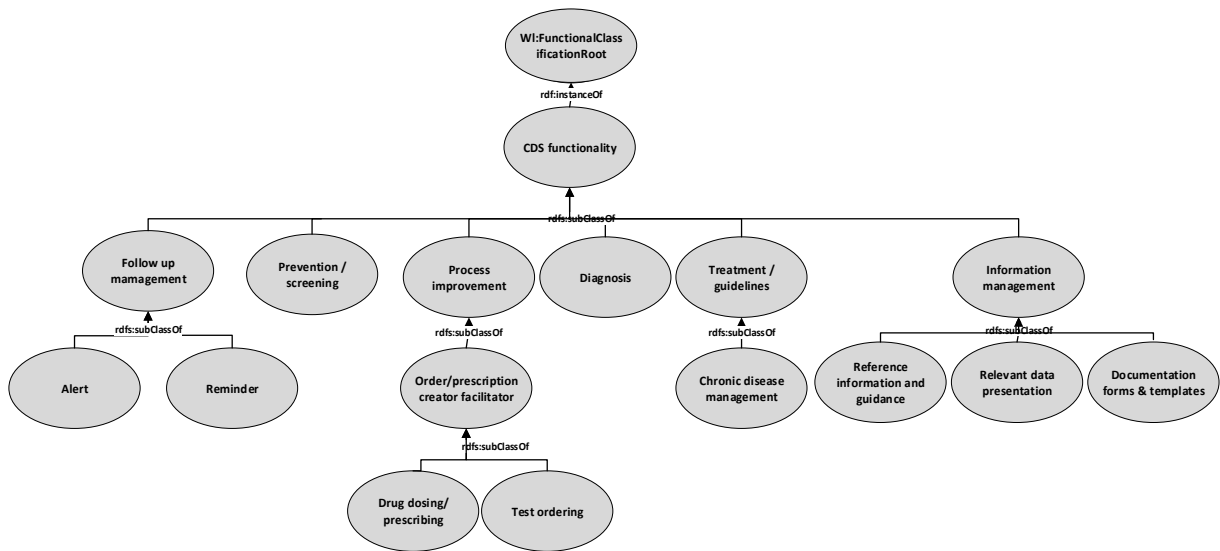 Wl:FunctionalClass
ificationRoot
rdf:instanceOf
CDS functionality
rdfs:subClassOf
Follow up
mamagement
Prevention /
screening
Process
improvement
Diagnosis
Treatment /
guidelines
Information
management
rdfs:subClassOf
rdfs:subClassOf
rdfs:subClassOf
rdfs:subClassOf
Alert
Reminder
Order/prescription
creator facilitator
Chronic disease
management
Reference
information and
guidance
Relevant data
presentation
Documentation
forms & templates
rdfs:subClassOf
Drug dosing/
prescribing
Test ordering